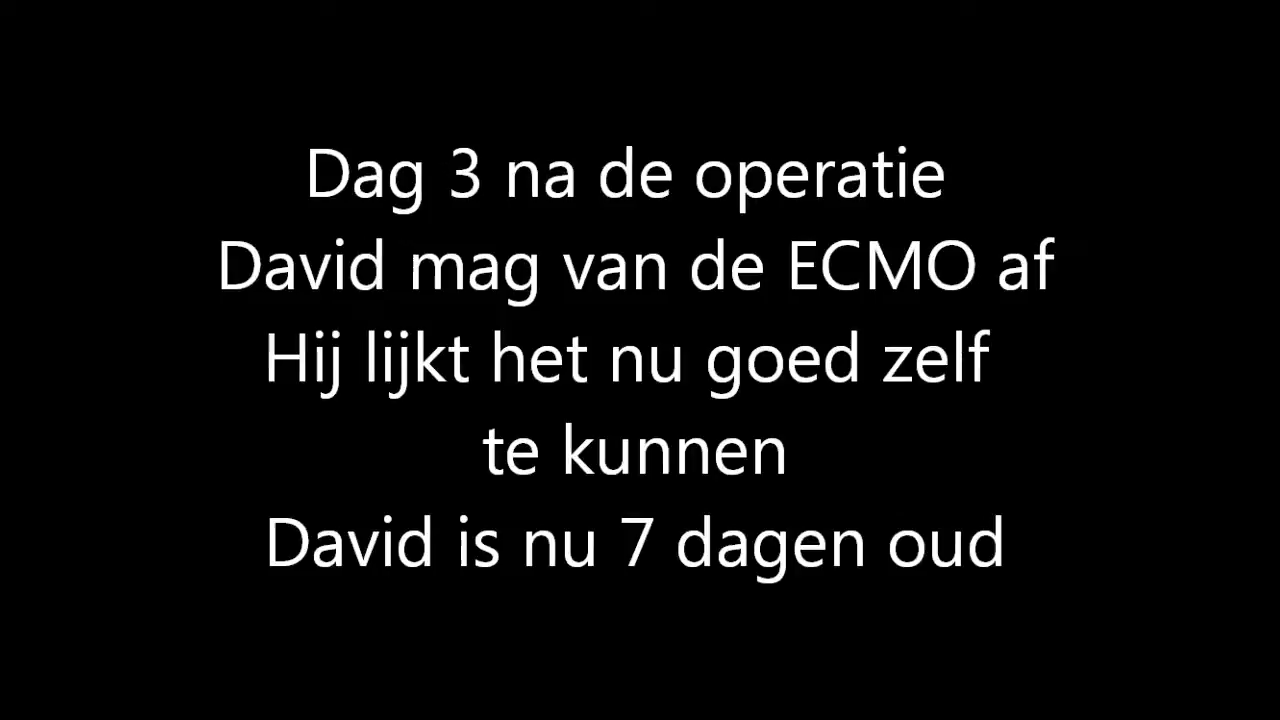 Dag 3 na de operatie
David mag van de ECMO af
Hij lijkt het nu goed zelf
te kunnen
David is nu 7 dagen oud